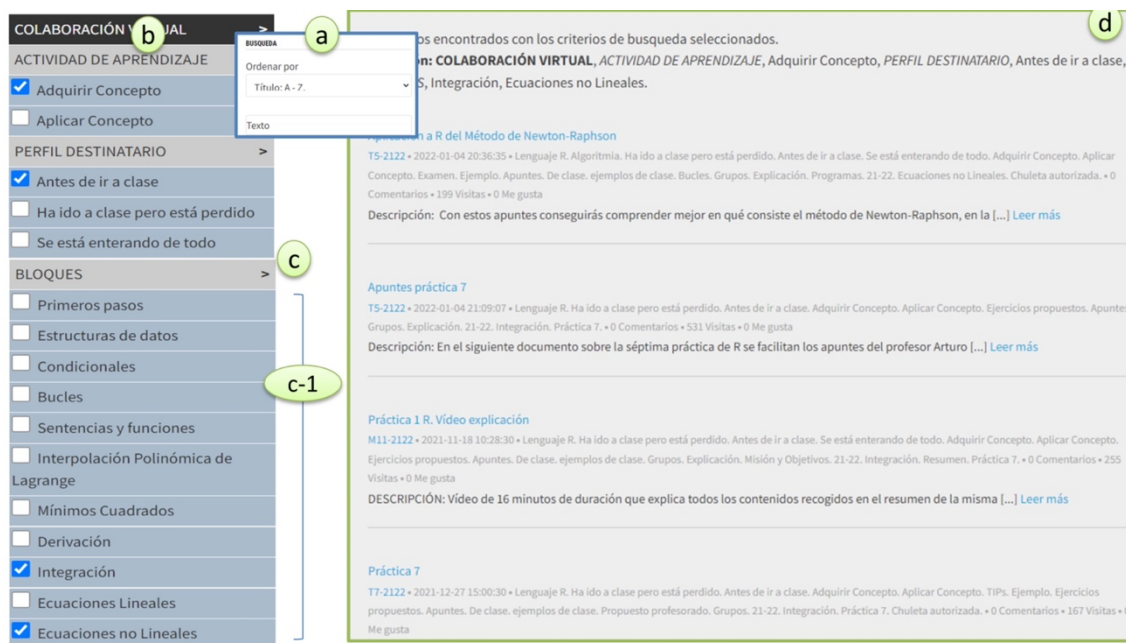 COLABORACIÓN V UAL >
b
ACTIVIDAD DE APRENDIZAJE
Adquirir Concepto
Aplicar Concepto
PERFIL DESTINATARIO >
Antes de ir a clase
Ha ido a clase pero está perdido
Se está enterando de todo
BLOQUES >
c
Primeros pasos
Estructuras de datos
Condicionales
Bucles
Sentencias y funciones
Interpolación Polinómica de
Lagrange
Mínimos Cuadrados
Derivación
Integración
Ecuaciones Lineales
Ecuaciones no Lineales
c-1
a
BUSQUEDA
Ordenar por
Título: A - Z.
Texto
d
os encontrados con los criterios de busqueda seleccionados.
n: COLABORACIÓN VIRTUAL, ACTIVIDAD DE APRENDIZAJE, Adquirir Concepto, PERFIL DESTINATARIO, Antes de ir a clase,
S, Integración, Ecuaciones no Lineales.
Aplicación a R del Método de Newton-Raphson
T5-2122 • 2022-01-04 20:36:35 • Lenguaje R. Algoritmia. Ha ido a clase pero está perdido. Antes de ir a clase. Se está enterando de todo. Adquirir Concepto. Aplicar
Concepto. Examen. Ejemplo. Apuntes. De clase. ejemplos de clase. Bucles. Grupos. Explicación. Programas. 21-22. Ecuaciones no Lineales. Chuleta autorizada. • 0
Comentarios • 199 Visitas • 0 Me gusta
Descripción: Con estos apuntes conseguirás comprender mejor en qué consiste el método de Newton-Raphson, en la [...] Leer más
Apuntes práctica 7
T5-2122 • 2022-01-04 21:09:07 • Lenguaje R. Ha ido a clase pero está perdido. Antes de ir a clase. Adquirir Concepto. Aplicar Concepto. Ejercicios propuestos. Apuntes
Grupos. Explicación. 21-22. Integración. Práctica 7. • 0 Comentarios • 531 Visitas • 0 Me gusta
Descripción: En el siguiente documento sobre la séptima práctica de R se facilitan los apuntes del profesor Arturo [...] Leer más
Práctica 1 R. Vídeo explicación
M11-2122 • 2021-11-18 10:28:30 • Lenguaje R. Ha ido a clase pero está perdido. Antes de ir a clase. Se está enterando de todo. Adquirir Concepto. Aplicar Concepto.
Ejercicios propuestos. Apuntes. De clase. ejemplos de clase. Grupos. Explicación. Misión y Objetivos. 21-22. Integración. Resumen. Práctica 7. • 0 Comentarios • 255
Visitas • 0 Me gusta
DESCRIPCIÓN: Vídeo de 16 minutos de duración que explica todos los contenidos recogidos en el resumen de la misma [...] Leer más
Práctica 7
T7-2122 • 2021-12-27 15:00:30 • Lenguaje R. Ha ido a clase pero está perdido. Antes de ir a clase. Adquirir Concepto. Aplicar Concepto. TIPs. Ejemplo. Ejercicios
propuestos. Apuntes. De clase. ejemplos de clase. Propuesto profesorado. Grupos. 21-22. Integración. Práctica 7. Chuleta autorizada. • 0 Comentarios • 167 Visitas •
Me gusta